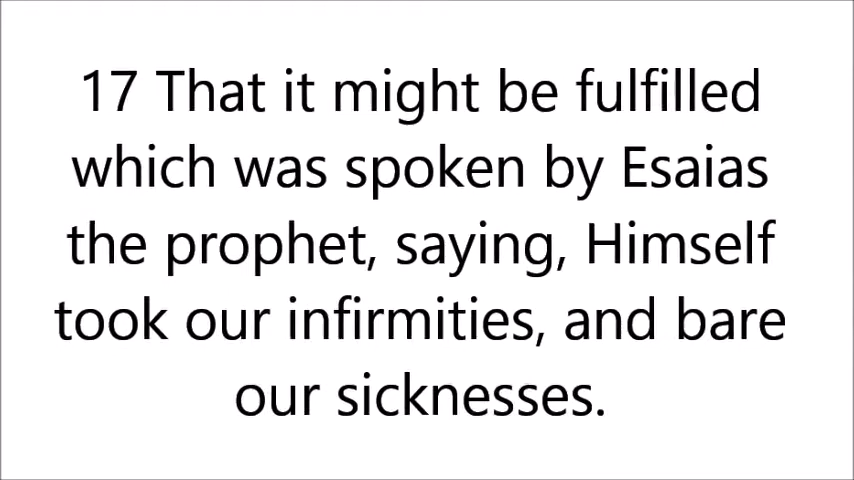 17 That it might be fulfilled
which was spoken by Esaias
the prophet, saying, Himself
took our infirmities, and bare
our sicknesses.